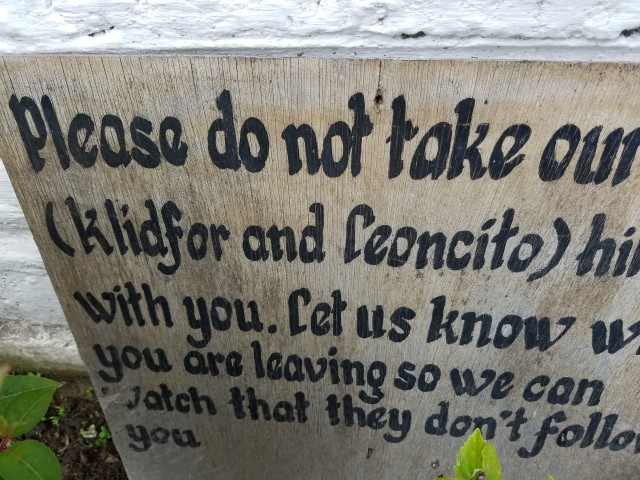 Please do not take our
(Klidfor and Leoncito)
with you. Let us know
you are leaving so we can
watch that they don't
you